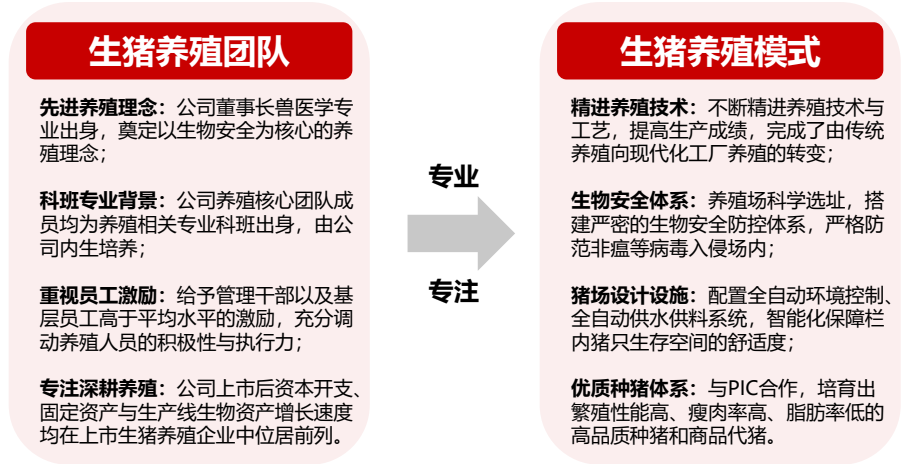 生猪养殖团队
先进养殖理念：公司董事长兽医学专
业出身，奠定以生物安全为核心的养
殖理念；
科班专业背景：公司养殖核心团队成
员均为养殖相关专业科班出身，由公
司内生培养；
重视员工激励：给予管理干部以及基
层员工高于平均水平的激励，充分调
动养殖人员的积极性与执行力；
专注深耕养殖：公司上市后资本开支、
固定资产与生产线生物资产增长速度
均在上市生猪养殖企业中位居前列。
专业
专注
生猪养殖模式
精进养殖技术：不断精进养殖技术与
工艺，提高生产成绩，完成了由传统
养殖向现代化工厂养殖的转变；
生物安全体系：养殖场科学选址，搭
建严密的生物安全防控体系，严格防
范非瘟等病毒入侵场内；
猪场设计设施：配置全自动环境控制、
全自动供水供料系统，智能化保障栏
内猪只生存空间的舒适度；
优质种猪体系：与PIC合作，培育出
繁殖性能高、瘦肉率高、脂肪率低的
高品质种猪和商品代猪。